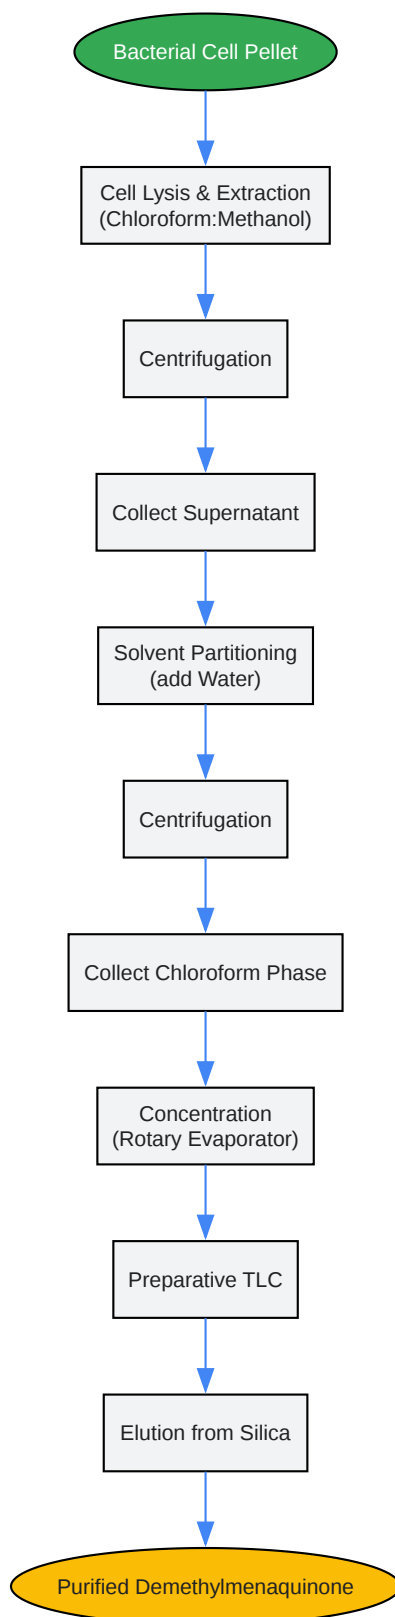 Bacterial Cell Pellet
Cell Lysis & Extraction
(Chloroform:Methanol)
Centrifugation
Collect Supernatant
Solvent Partitioning
(add Water)
Centrifugation
Collect Chloroform Phase
Concentration
(Rotary Evaporator)
Preparative TLC
Elution from Silica
Purified Demethylmenaquinone